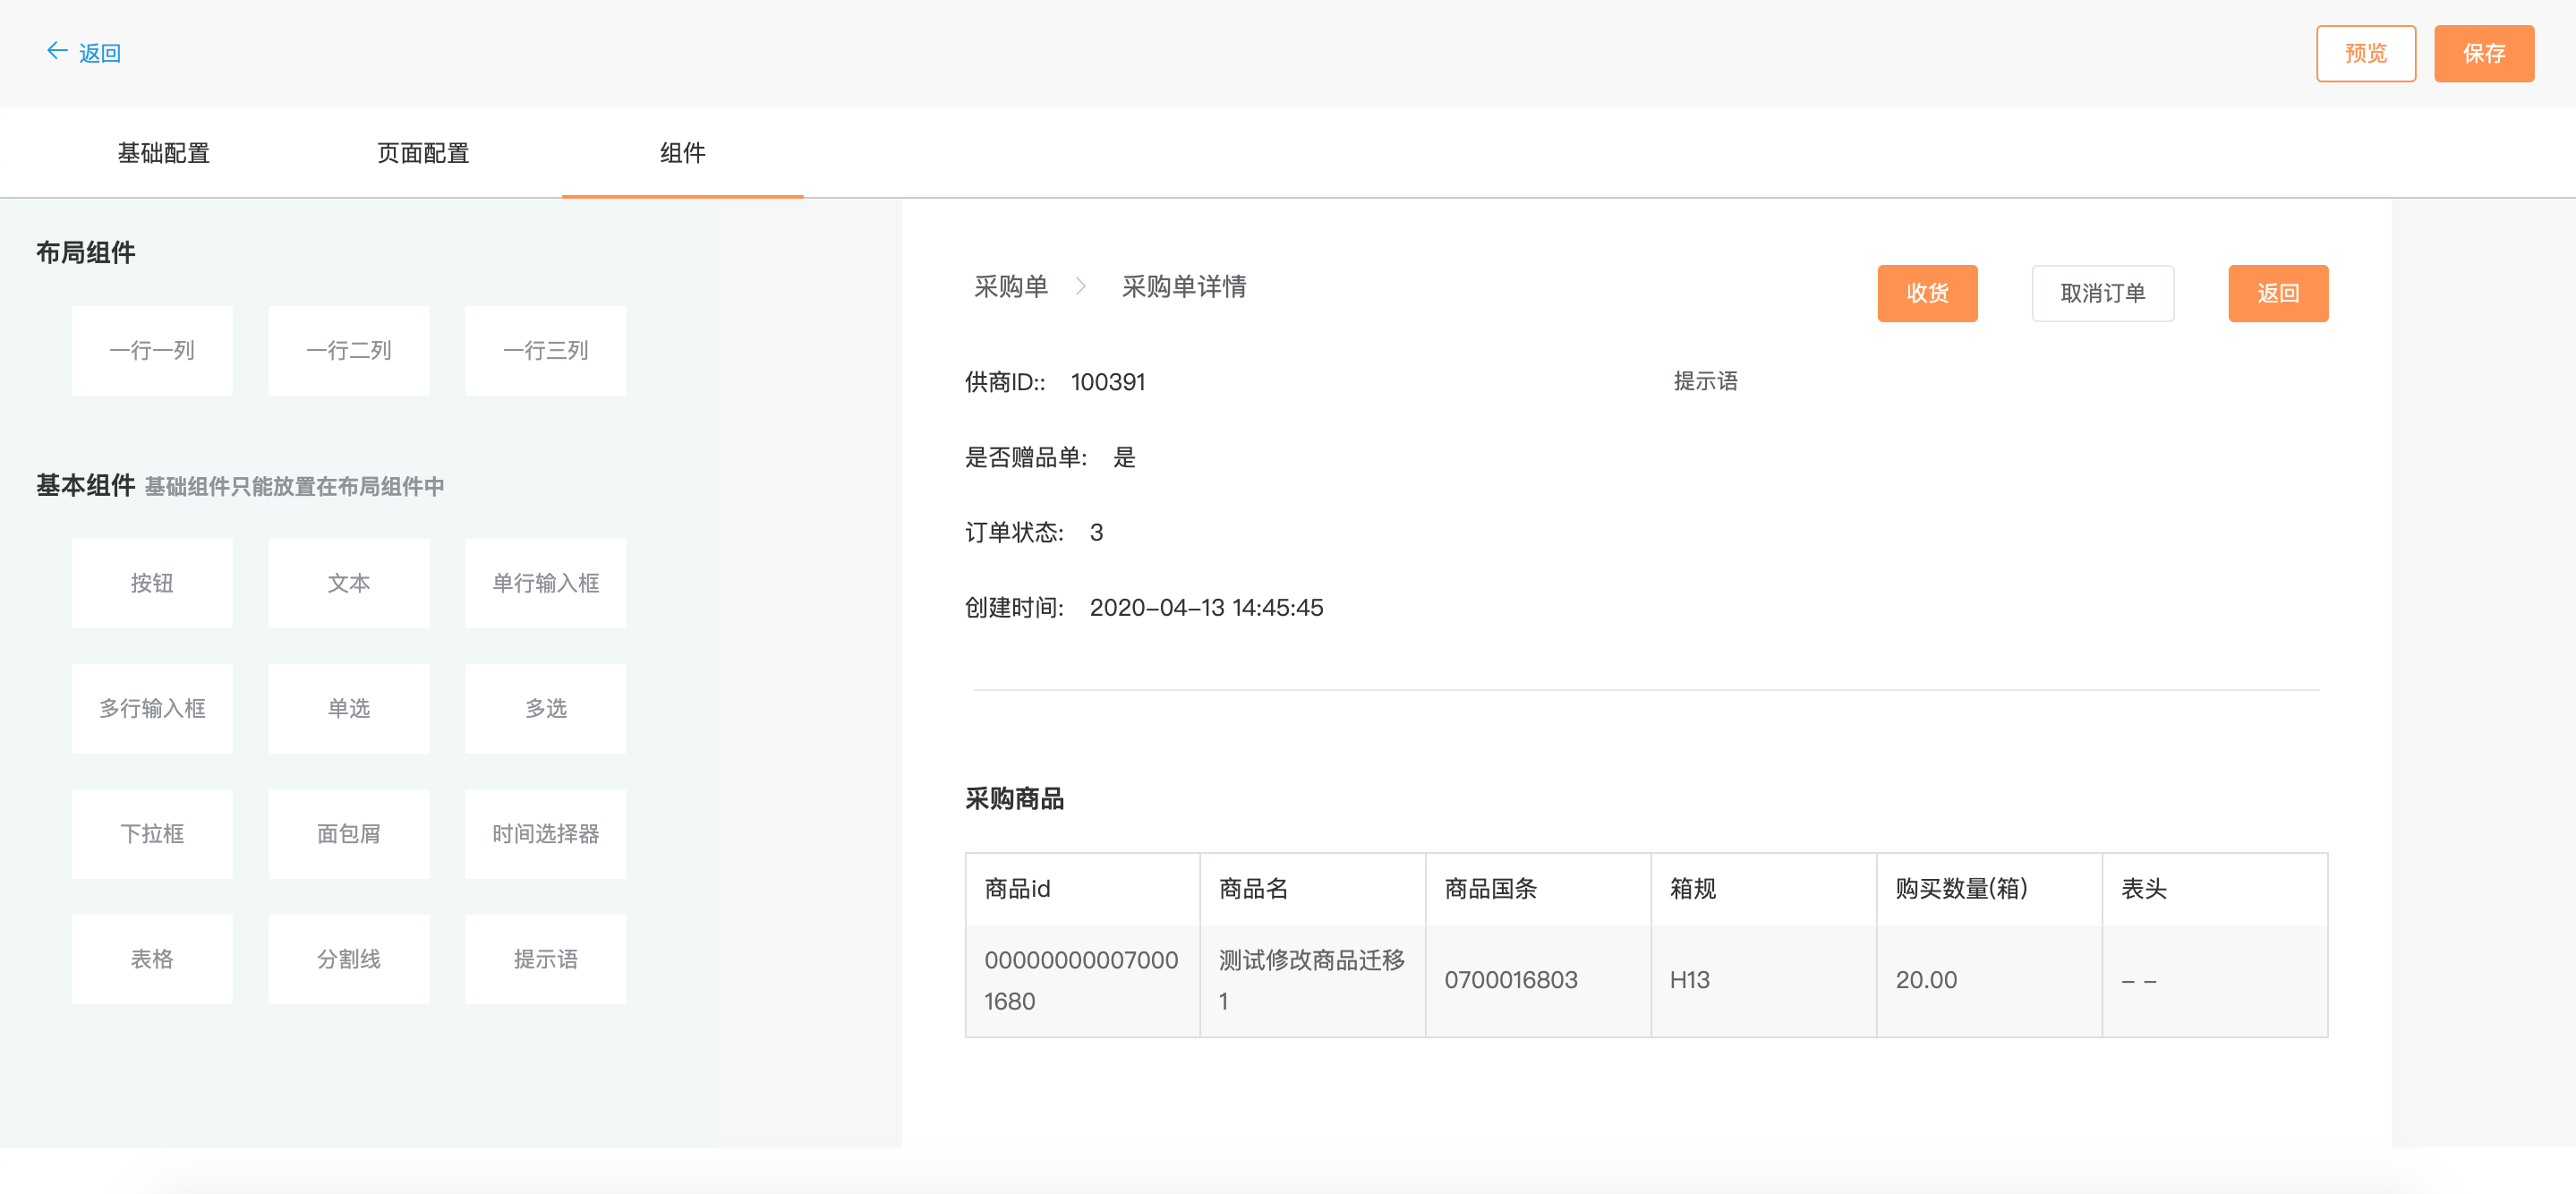 返回
预览 保存
基础配置 页面配置 组件
布局组件
一行一列 一行二列 一行三列
基本组件 基础组件只能放置在布局组件中
按钮 文本 单行输入框
多行输入框 单选 多选
下拉框 面包屑 时间选择器
表格 分割线 提示语
采购单 > 采购单详情
收货 取消订单 返回
供商ID:: 100391
提示语
是否赠品单: 是
订单状态: 3
创建时间: 2020-04-13 14:45:45
采购商品
商品id 商品名 商品国条 箱规 购买数量(箱) 表头
00000000007000 测试修改商品迁移 0700016803 H13 20.00 – –
1680 1